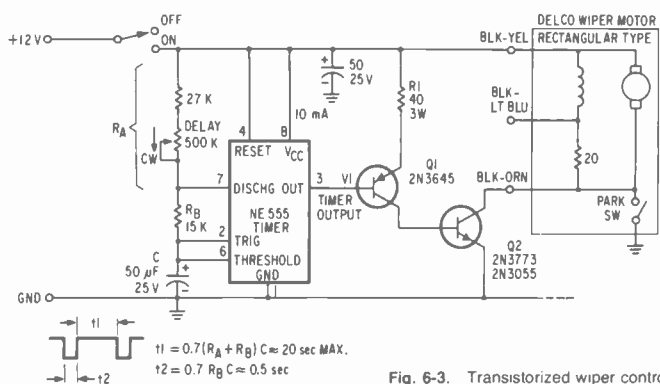 DELCO WIPER MOTOR
RECTANGULAR TYPE
OFF
+12V
ON
BLK-YEL
50
25V
BLK-
LT BLU
27 K
DELAY
500 K
CW
RA
10 mA
4
8
RESET
VCC
R1
40
3W
Q1
2N3645
20
7
DISCHG OUT
3
V1
TIMER
OUTPUT
BLK-ORN
RB
15 K
NE 555
TIMER
2
TRIG
6
THRESHOLD
GND
1
C
50 µF
25V
Q2
2N3773
2N3055
PARK
SW
GND
t1
t2
t1 = 0.7(RA + RB) C ≈ 20 sec MAX.
t2 = 0.7 RB C ≈ 0.5 sec
Fig. 6-3. Transistorized wiper contro